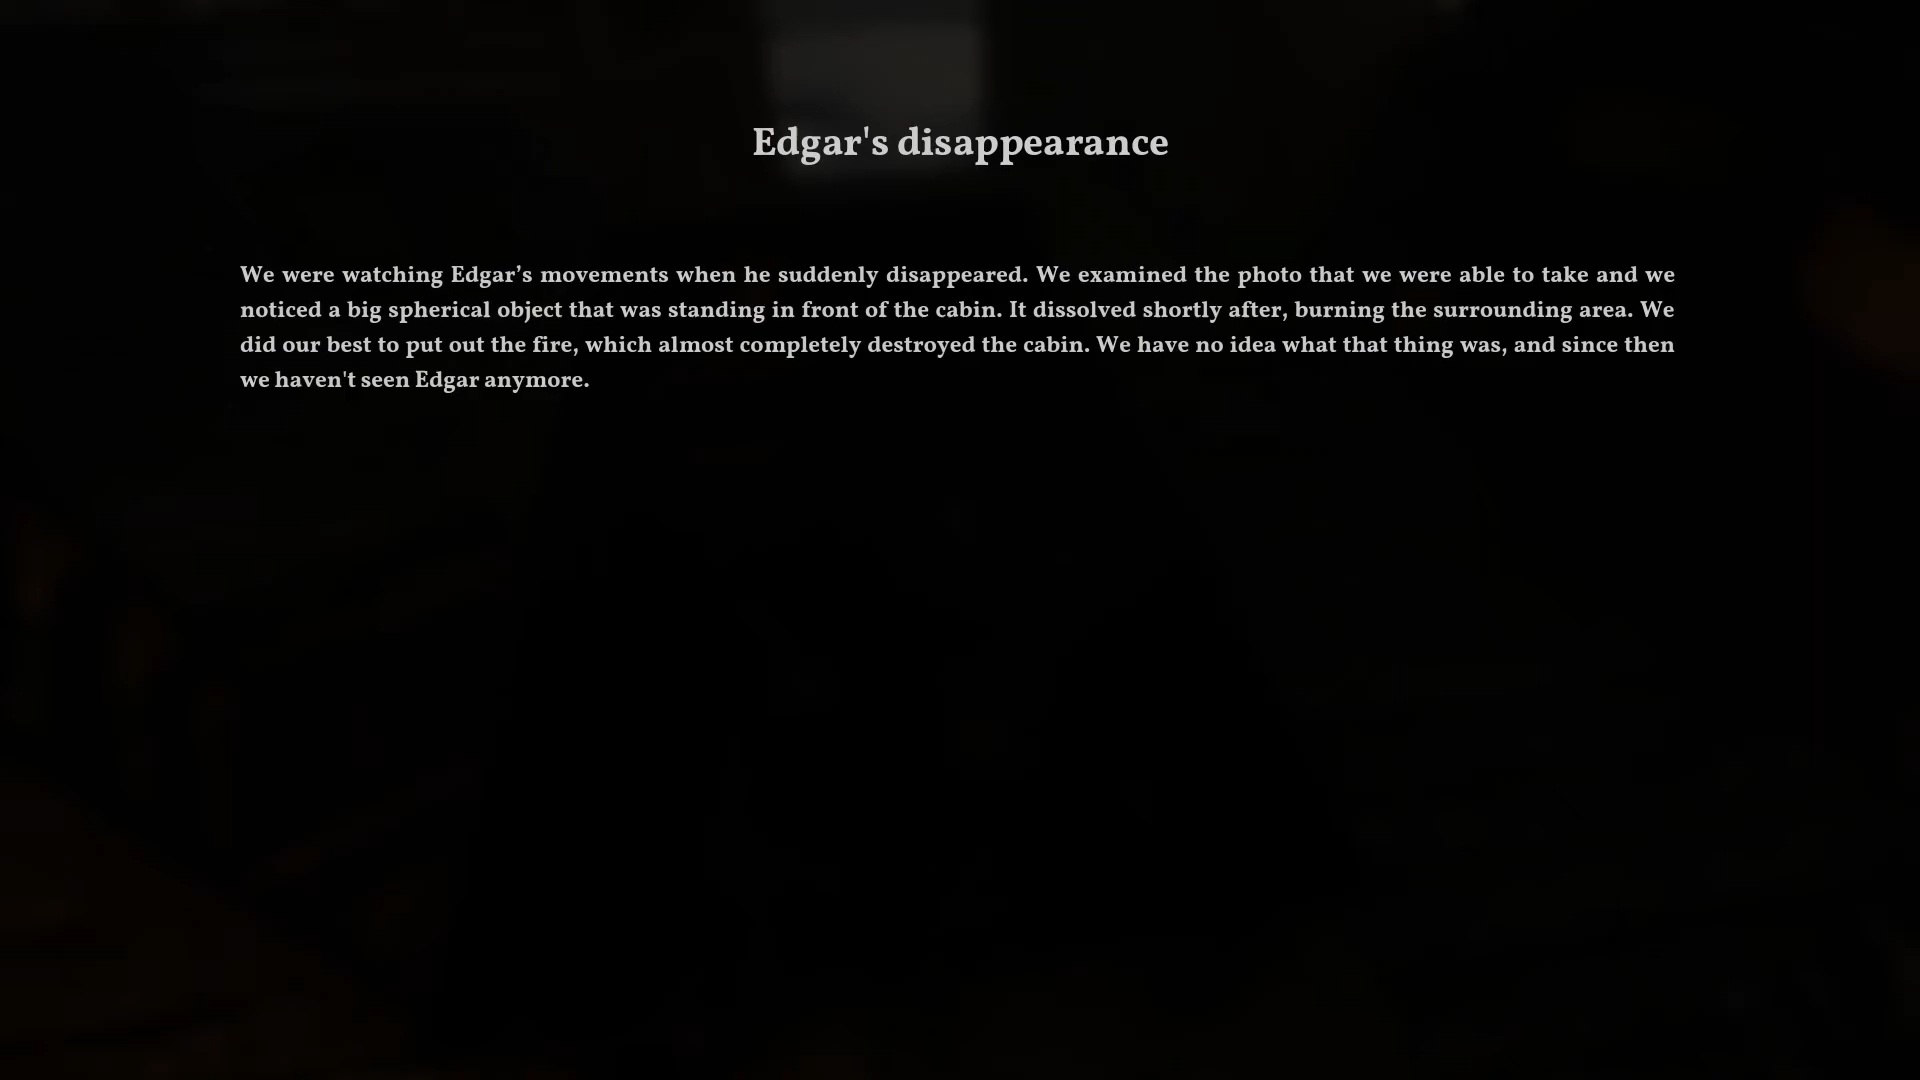 Edgar's disappearance
We were watching Edgar’s movements when he suddenly disappeared. We examined the photo that we were able to take and we
noticed a big spherical object that was standing in front of the cabin. It dissolved shortly after, burning the surrounding area. We
did our best to put out the fire, which almost completely destroyed the cabin. We have no idea what that thing was, and since then
we haven't seen Edgar anymore.